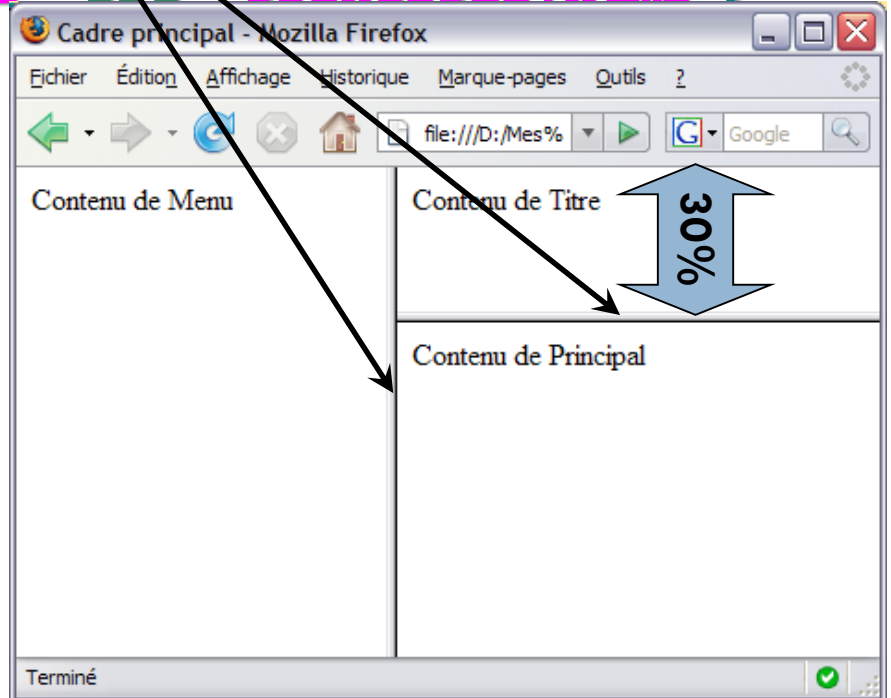 Cadre principal - Mozilla Firefox
Fichier Édition Affichage Historique Marque-pages Outils ?
file:///D:/Mes% G Google
Contenu de Menu
Contenu de Titre
30%
Contenu de Principal
Terminé